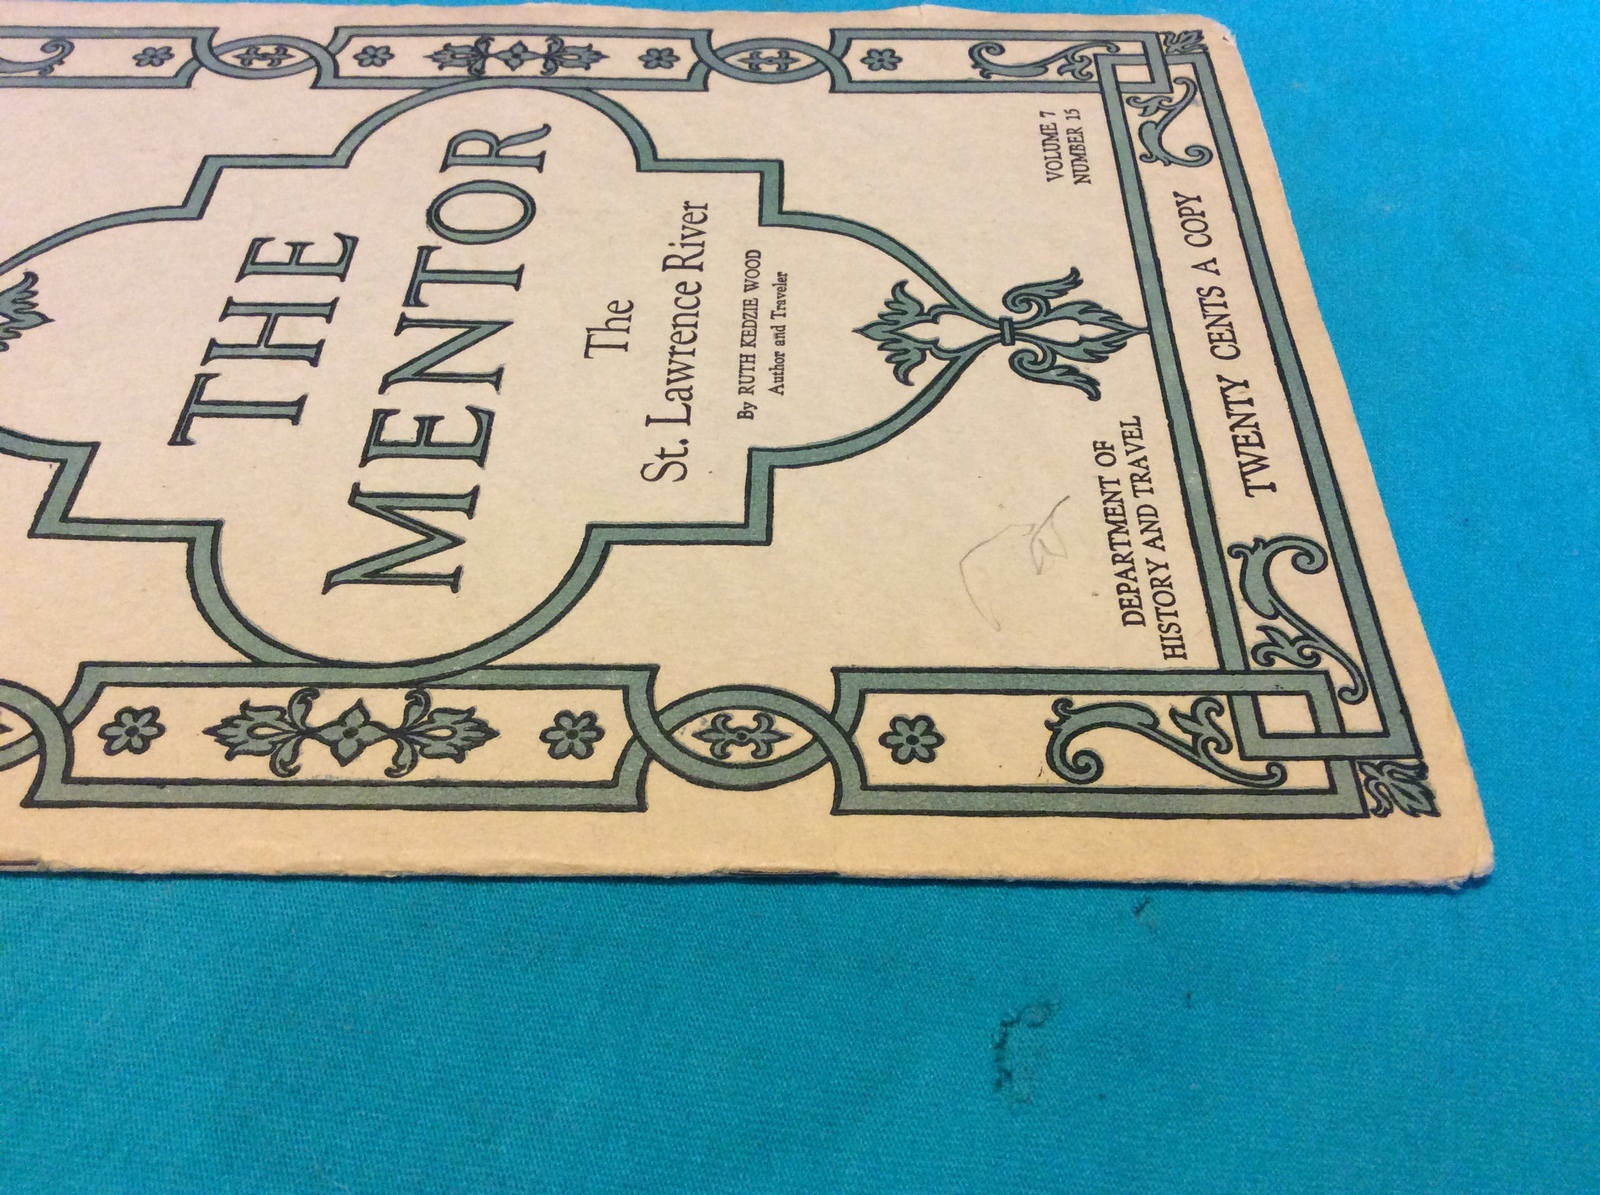 THE
MENTOR
The
St. Lawrence River
By RUTH KEDZIE WOOD
Author and Traveler
DEPARTMENT OF
HISTORY AND TRAVEL
VOLUME 7
NUMBER 15
TWENTY CENTS A COPY